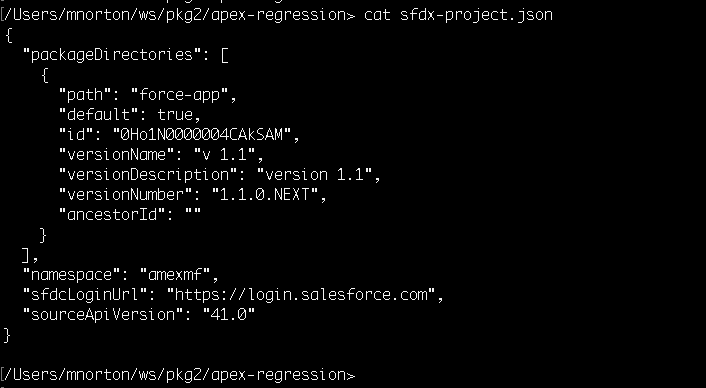 [/Users/mnorton/ws/pkg2/apex-regression> cat sfdx-project.json
{
"packageDirectories": [
{
"path": "force-app",
"default": true,
"id": "0Ho1N0000004CAkSAM",
"versionName": "v 1.1",
"versionDescription": "version 1.1",
"versionNumber": "1.1.0.NEXT",
"ancestorId": ""
}
],
"namespace": "amexmf",
"sfdcLoginUrl": "https://login.salesforce.com",
"sourceApiVersion": "41.0"
}
[/Users/mnorton/ws/pkg2/apex-regression>